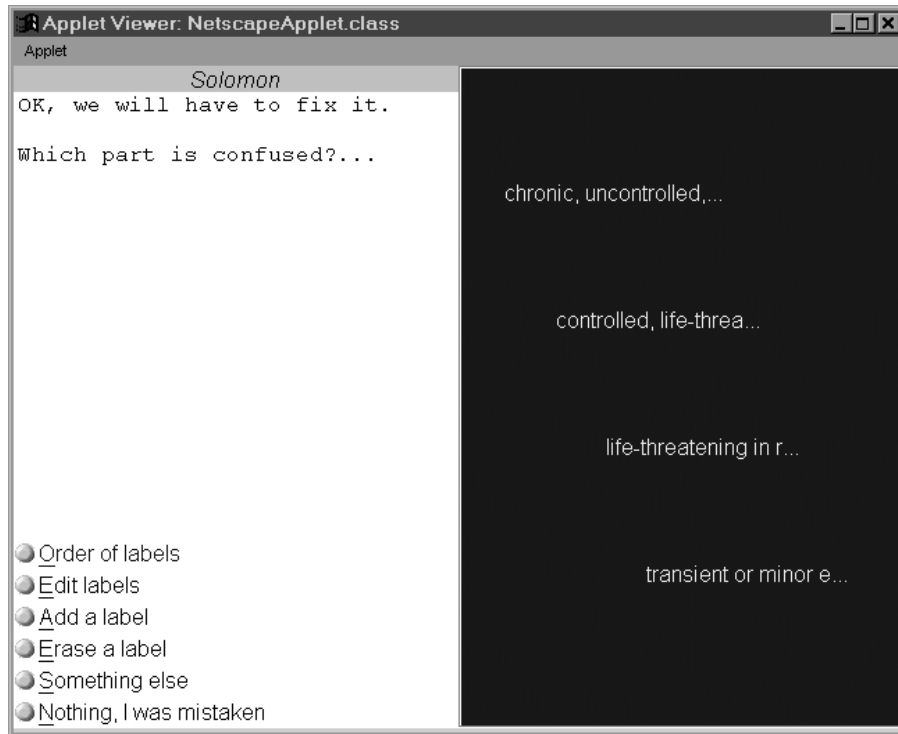 Applet Viewer: NetscapeApplet.class
Applet
Solomon
OK, we will have to fix it.
Which part is confused?...
Order of labels
Edit labels
Add a label
Erase a label
Something else
Nothing, I was mistaken
chronic, uncontrolled,...
controlled, life-threa...
life-threatening in r...
transient or minor e...